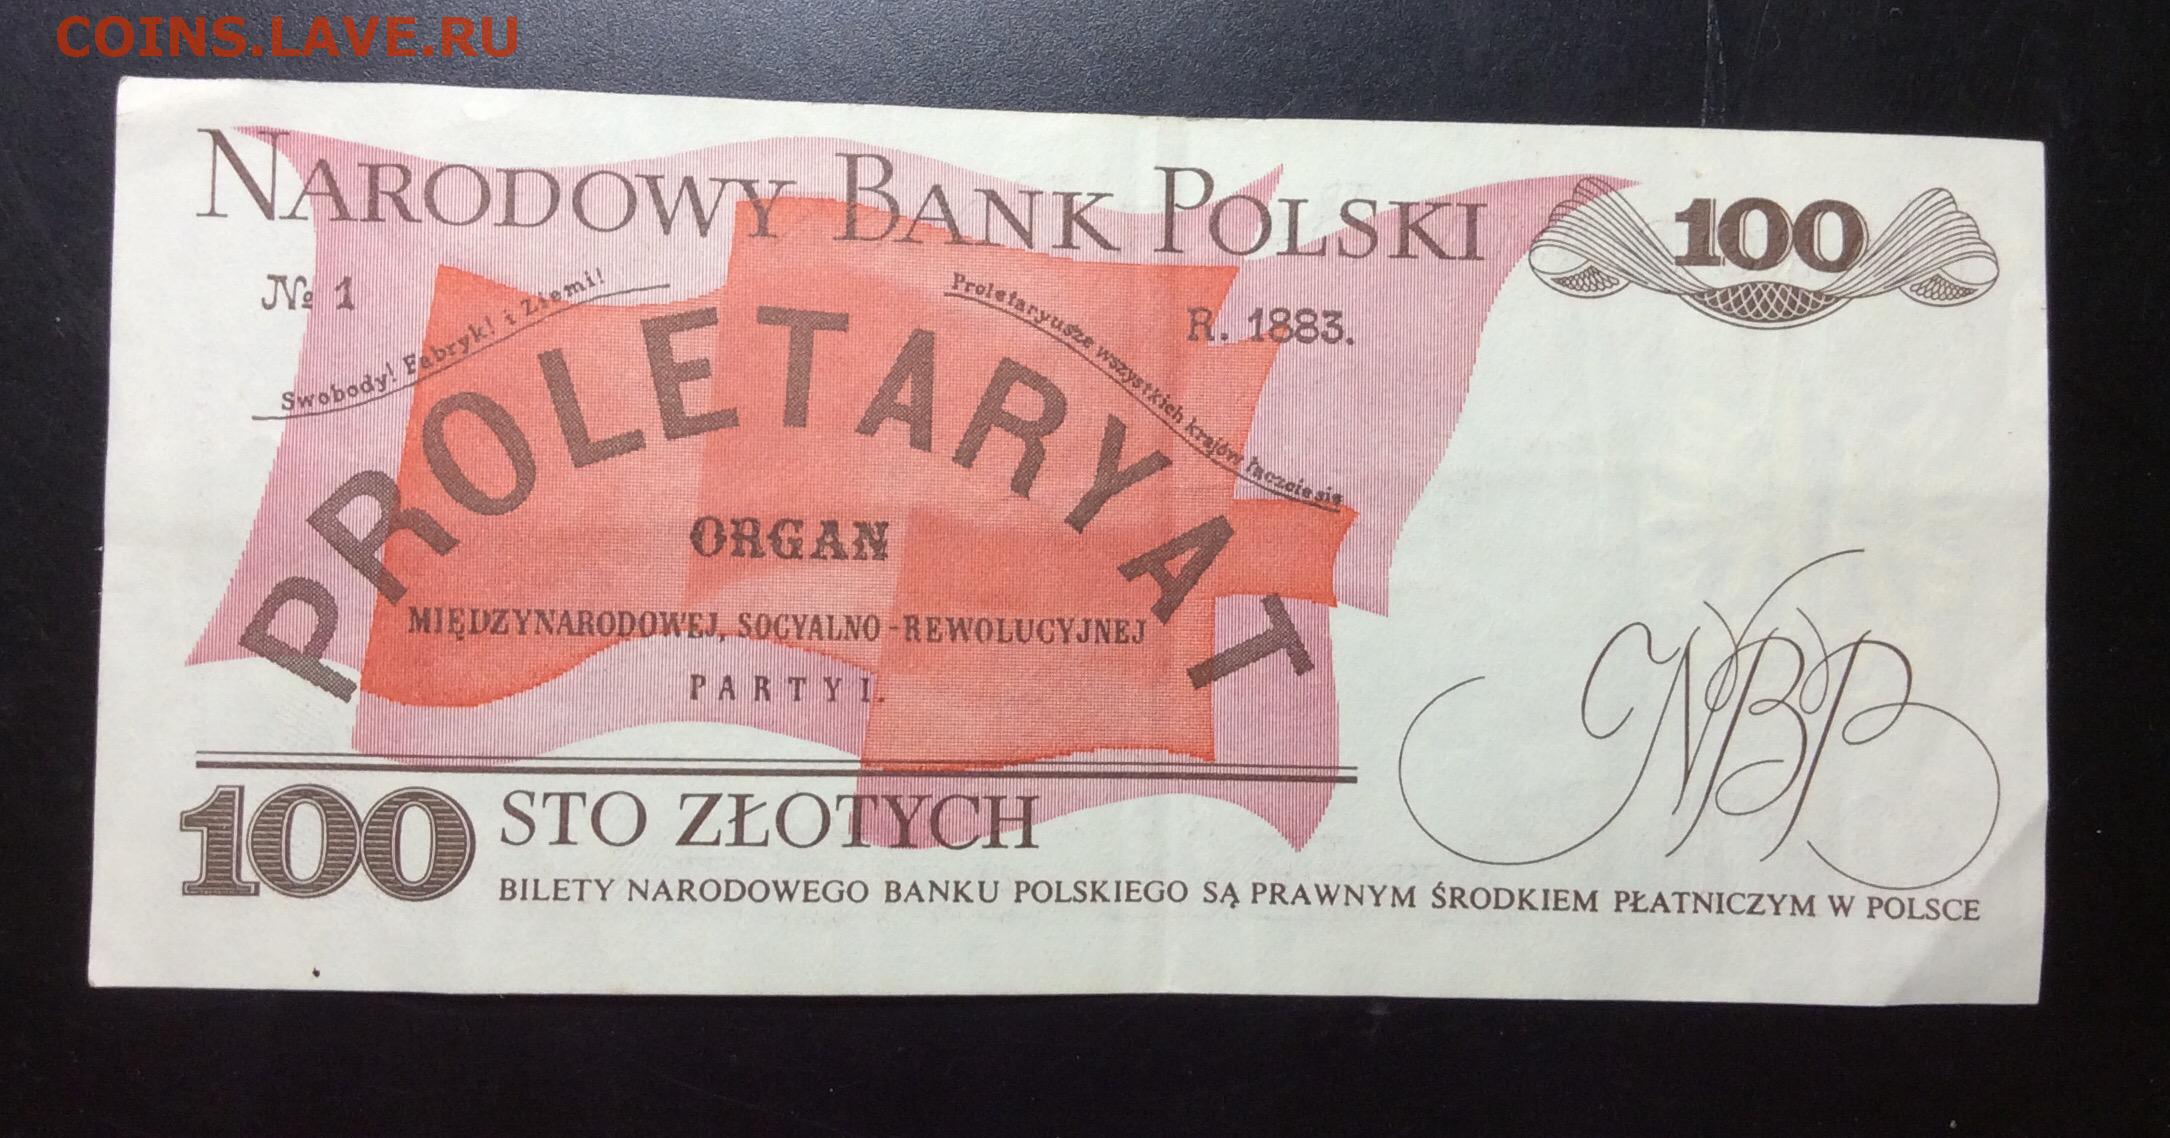 COINS.LAVE.RU
NARODOWY BANK POLSKI
100
№ 1
Swobody! Fabryk! i Ziemi!
Proletaryusze wszystkich krajów łączcie się
R. 1883.
PROLETARYAT
ORGAN
MIĘDZYNARODOWEJ, SOCYALNO-REWOLUCYJNEJ
PARTYI.
NBP
100 STO ZŁOTYCH
BILETY NARODOWEGO BANKU POLSKIEGO SĄ PRAWNYM ŚRODKIEM PŁATNICZYM W POLSCE